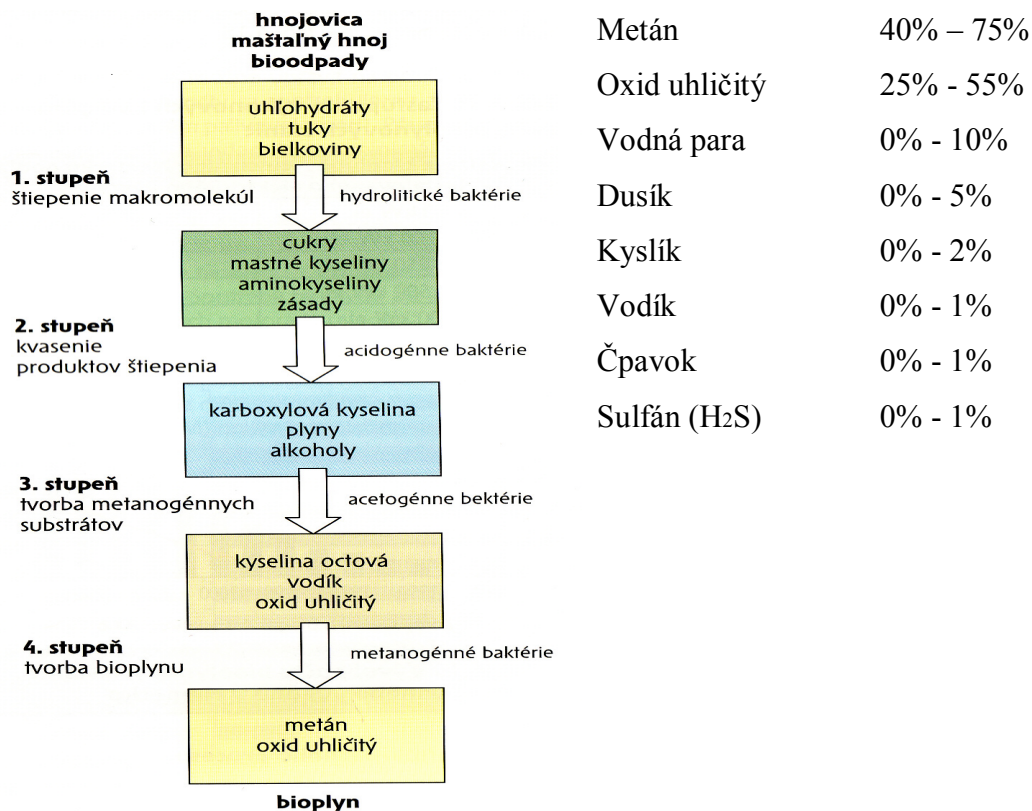 hnojovica
maštaľný hnoj
bioodpady
uhľohydráty
tuky
bielkoviny
1. stupeň
štiepenie makromolekúl
hydrolitické baktérie
cukry
mastné kyseliny
aminokyseliny
zásady
2. stupeň
kvasenie
produktov štiepenia
acidogénne baktérie
karboxylová kyselina
plyny
alkoholy
3. stupeň
tvorba metanogénnych
substrátov
acetogénne bektérie
kyselina octová
vodík
oxid uhličitý
4. stupeň
tvorba bioplynu
metanogénné baktérie
metán
oxid uhličitý
bioplyn
Metán 40% – 75%
Oxid uhličitý 25% - 55%
Vodná para 0% - 10%
Dusík 0% - 5%
Kyslík 0% - 2%
Vodík 0% - 1%
Čpavok 0% - 1%
Sulfán (H2S) 0% - 1%